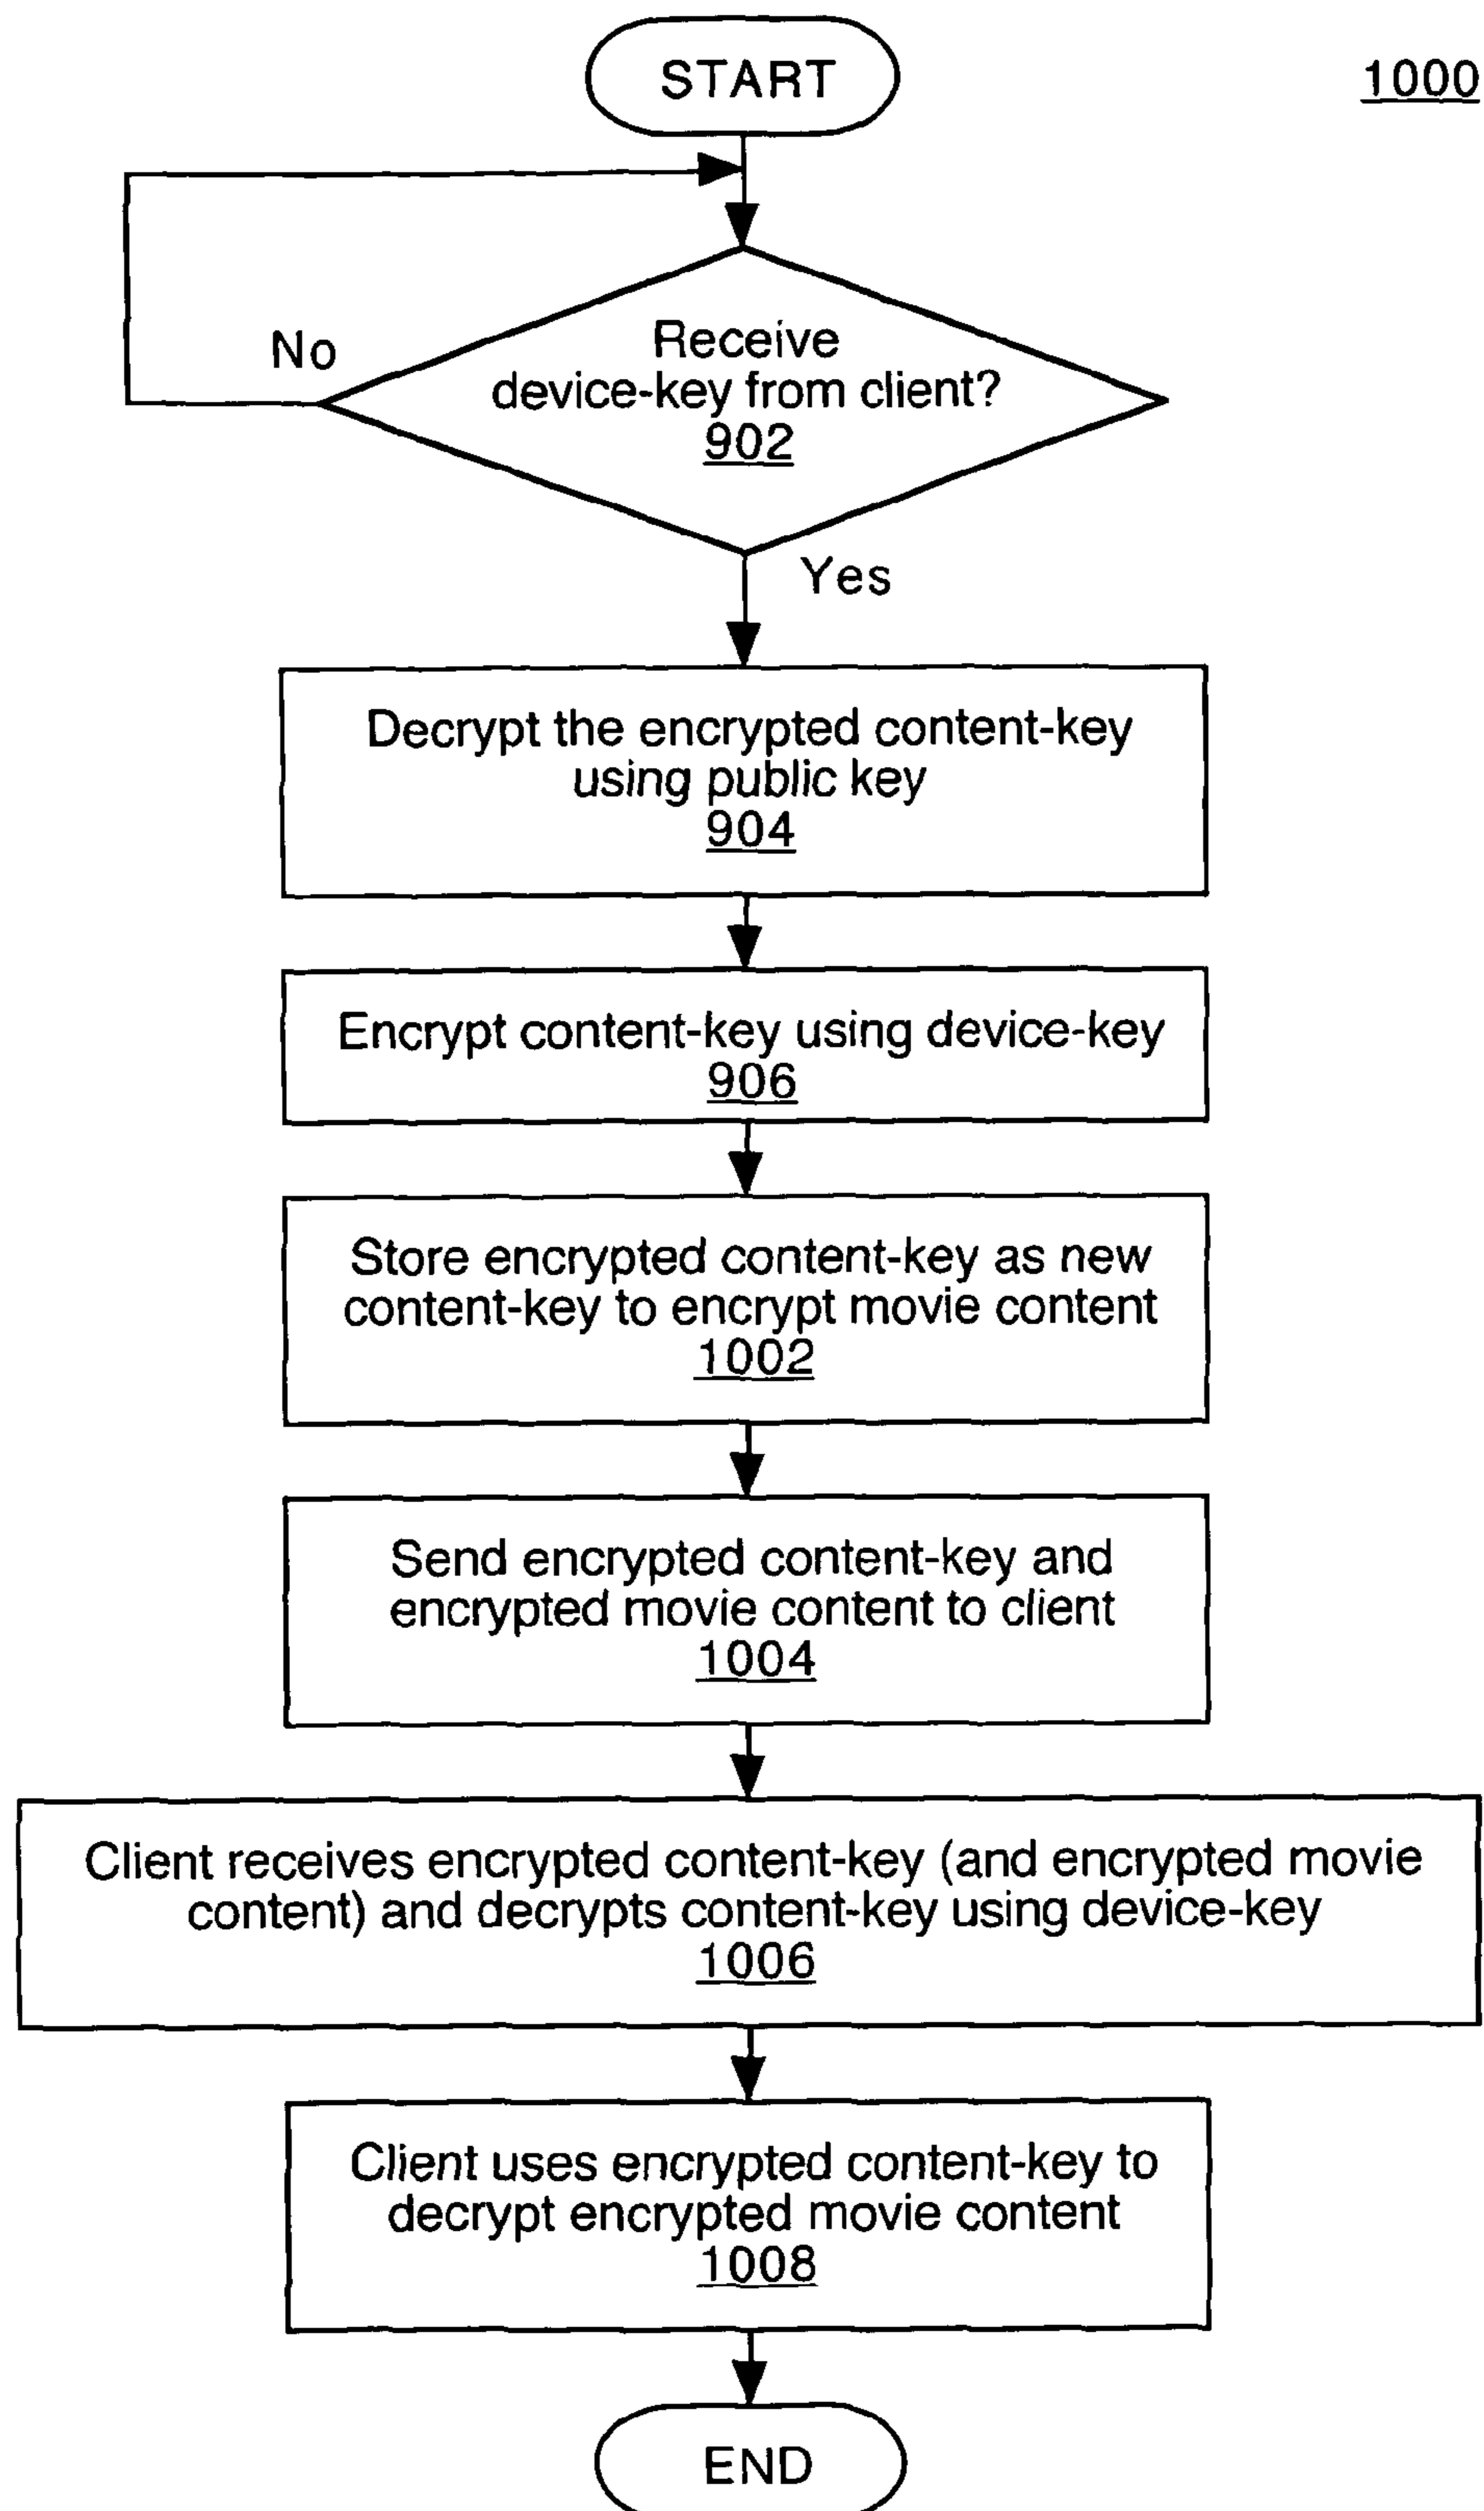 START
1000
No
Receive
device-key from client?
902
Yes
Decrypt the encrypted content-key
using public key
904
Encrypt content-key using device-key
906
Store encrypted content-key as new
content-key to encrypt movie content
1002
Send encrypted content-key and
encrypted movie content to client
1004
Client receives encrypted content-key (and encrypted movie
content) and decrypts content-key using device-key
1006
Client uses encrypted content-key to
decrypt encrypted movie content
1008
END